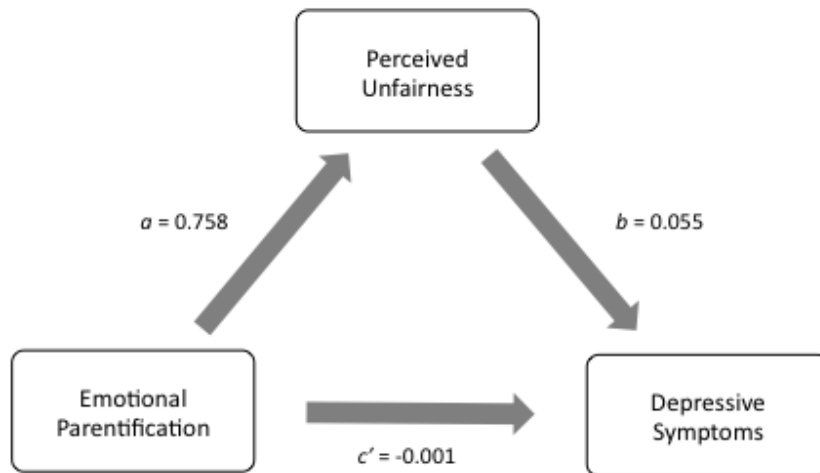 Perceived
Unfairness
a = 0.758
b = 0.055
Emotional
Parentification
Depressive
Symptoms
c′ = -0.001